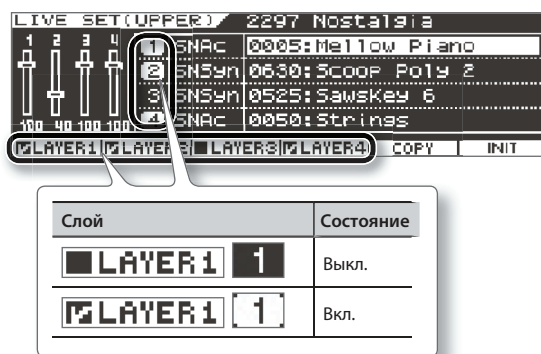 LIVE SET(UPPER) 2297 Nostalgia
1 2 3 4 1 SNAc 0005:Mellow Piano
2 SNSyn 0630:Scoop Poly 2
3 SNSyn 0525:SawsKey 6
100 40 100 100 4 SNAc 0050:Strings
LAYER1 LAYER2 LAYER3 LAYER4 COPY INIT
Слой Состояние
LAYER1 1 Выкл.
LAYER1 1 Вкл.